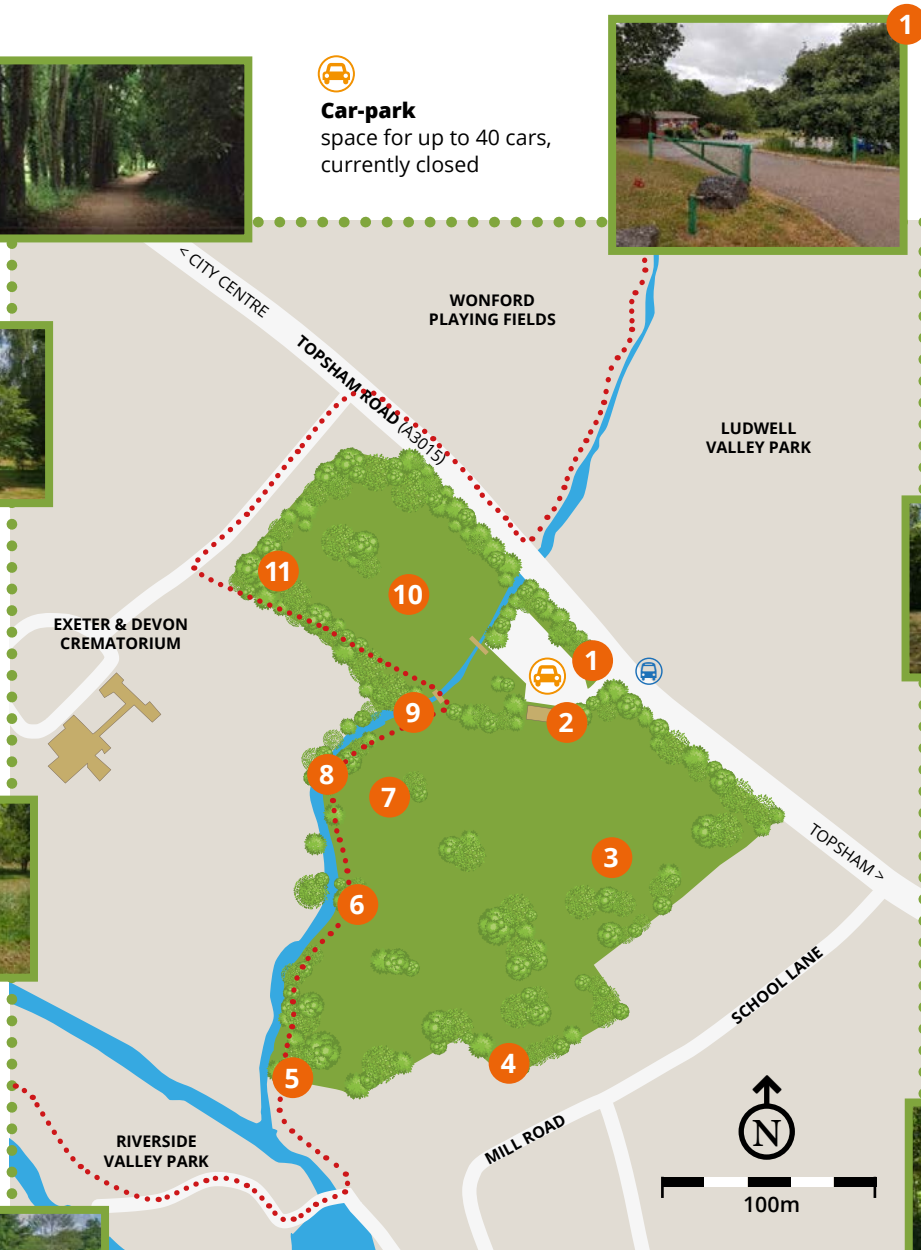 1
Car-park
space for up to 40 cars,
currently closed
< CITY CENTRE
WONFORD
PLAYING FIELDS
TOPSHAM ROAD (A3015)
LUDWELL
VALLEY PARK
11
10
EXETER & DEVON
CREMATORIUM
1
9
2
8
7
3
TOPSHAM >
6
SCHOOL LANE
4
5
MILL ROAD
N
RIVERSIDE
VALLEY PARK
100m